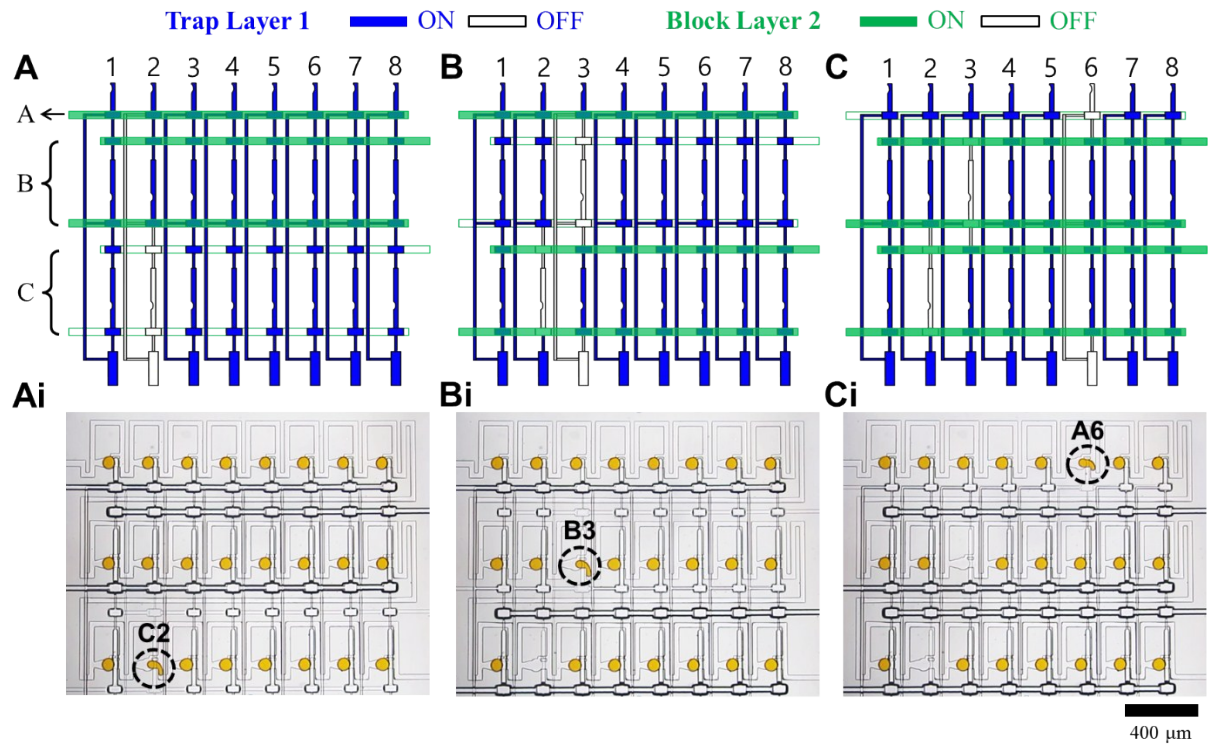 Trap Layer 1 ON OFF Block Layer 2 ON OFF
A B C
1 2 3 4 5 6 7 8 1 2 3 4 5 6 7 8 1 2 3 4 5 6 7 8
A
B
C
Ai Bi Ci
A6
B3
C2
400 μm